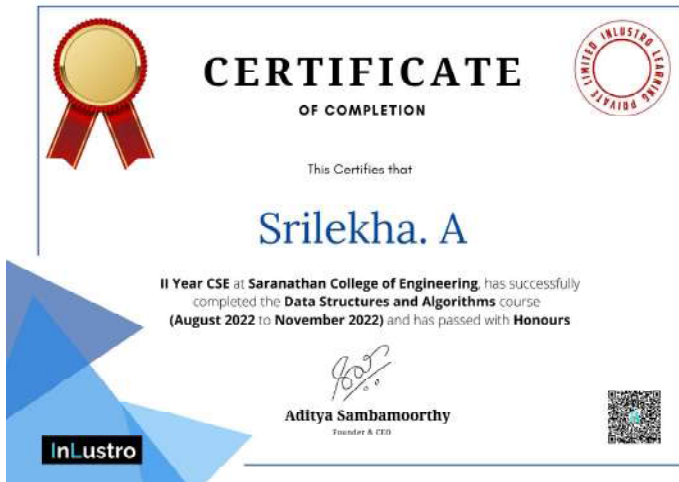 CERTIFICATE
OF COMPLETION
INLUSTRO LEARNING PRIVATE LIMITED
This Certifies that
Srilekha. A
II Year CSE at Saranathan College of Engineering, has successfully
completed the Data Structures and Algorithms course
(August 2022 to November 2022) and has passed with Honours
Aditya Sambamoorthy
Founder & CEO
InLustro